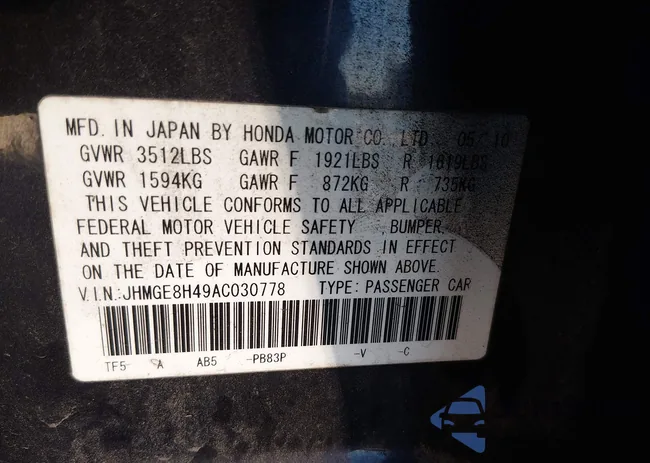 MFD. IN JAPAN BY HONDA MOTOR CO., LTD. 05/10
GVWR 3512LBS GAWR F 1921LBS R 1619LBS
GVWR 1594KG GAWR F 872KG R 735KG
THIS VEHICLE CONFORMS TO ALL APPLICABLE
FEDERAL MOTOR VEHICLE SAFETY , BUMPER,
AND THEFT PREVENTION STANDARDS IN EFFECT
ON THE DATE OF MANUFACTURE SHOWN ABOVE.
V.I.N.:JHMGE8H49AC030778 TYPE: PASSENGER CAR
TF5- A AB5 -PB83P -V -C